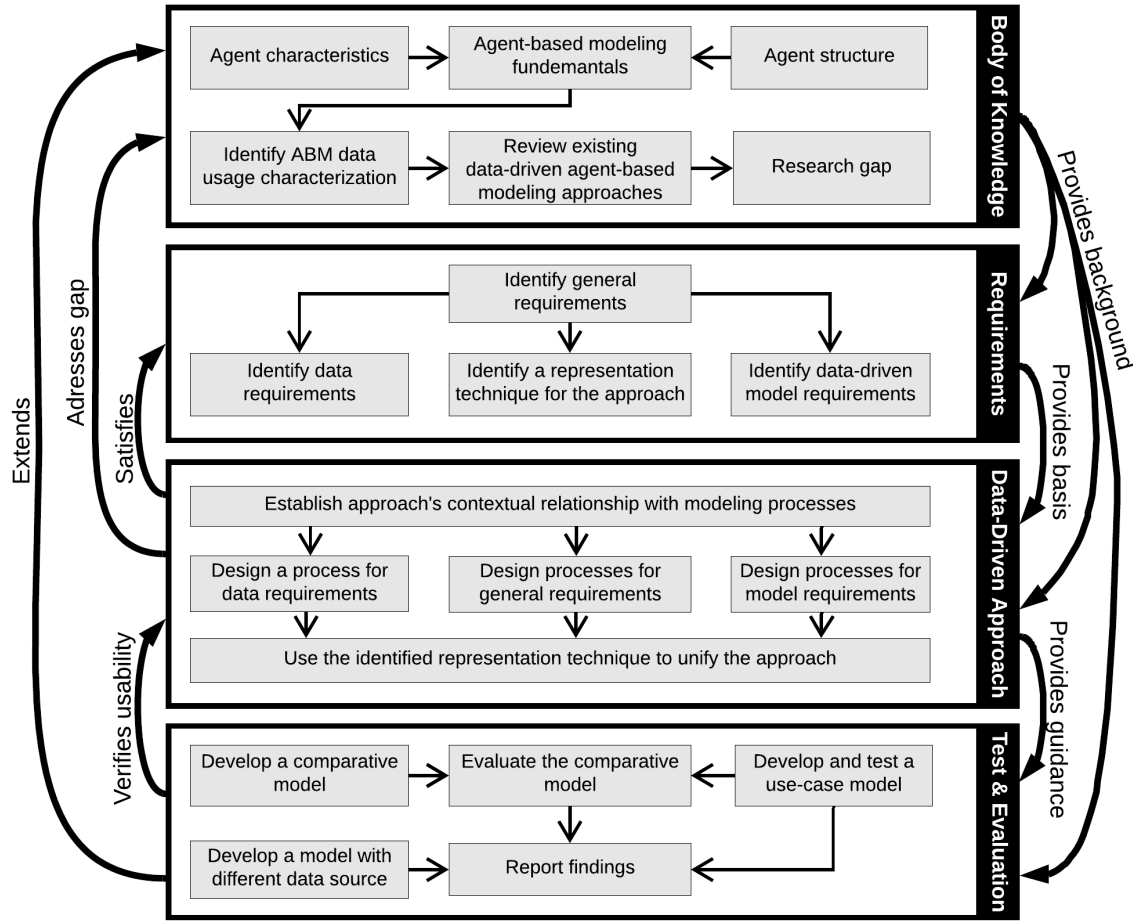 Agent characteristics
Agent-based modeling
fundemantals
Agent structure
Identify ABM data
usage characterization
Review existing
data-driven agent-based
modeling approaches
Research gap
Body of Knowledge
Identify general
requirements
Identify data
requirements
Identify a representation
technique for the approach
Identify data-driven
model requirements
Requirements
Establish approach's contextual relationship with modeling processes
Design a process for
data requirements
Design processes for
general requirements
Design processes for
model requirements
Use the identified representation technique to unify the approach
Data-Driven Approach
Develop a comparative
model
Evaluate the comparative
model
Develop and test a
use-case model
Develop a model with
different data source
Report findings
Test & Evaluation
Extends
Adresses gap
Satisfies
Verifies usability
Provides background
Provides basis
Provides guidance